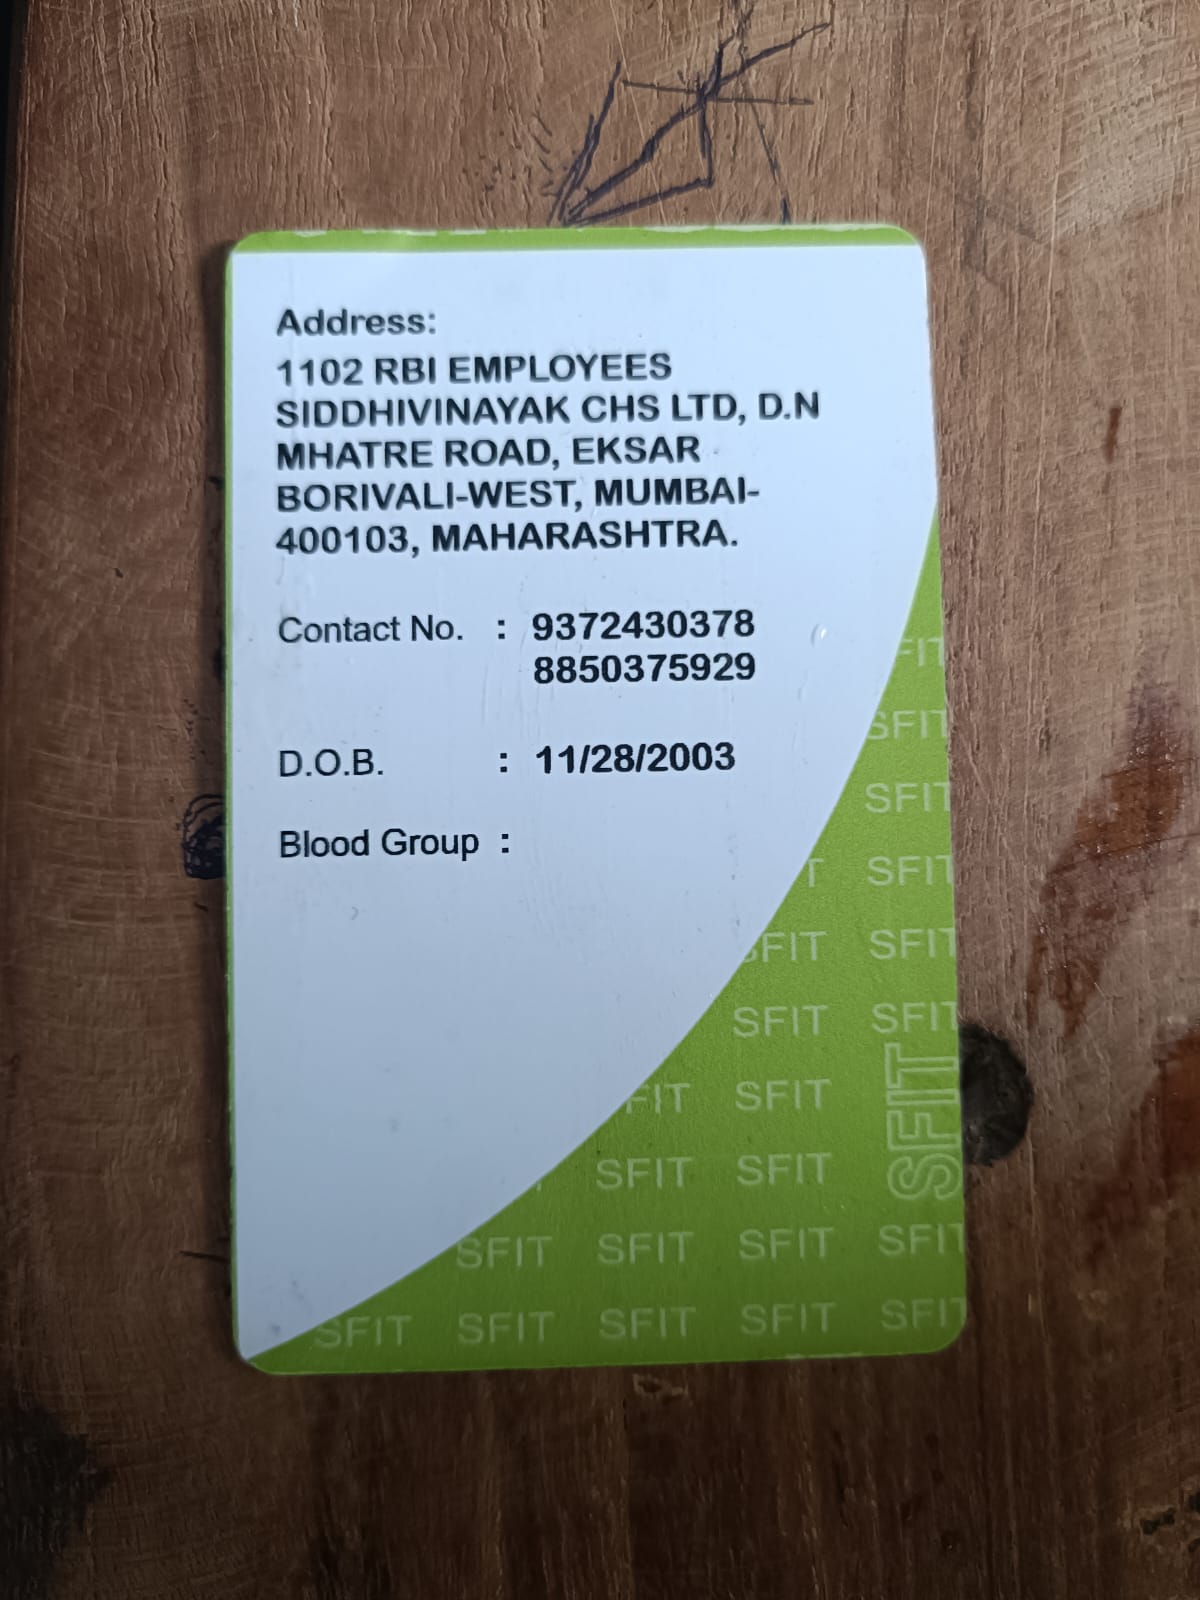 Address:
1102 RBI EMPLOYEES
SIDDHIVINAYAK CHS LTD, D.N
MHATRE ROAD, EKSAR
BORIVALI-WEST, MUMBAI-
400103, MAHARASHTRA.
Contact No. : 9372430378
8850375929
D.O.B. : 11/28/2003
Blood Group :
SFIT
SFIT
SFIT
SFIT
SFIT SFIT
SFIT SFIT
SFIT SFIT
SFIT SFIT
SFIT
SFIT SFIT SFIT SFIT
SFIT SFIT SFIT SFIT SFIT